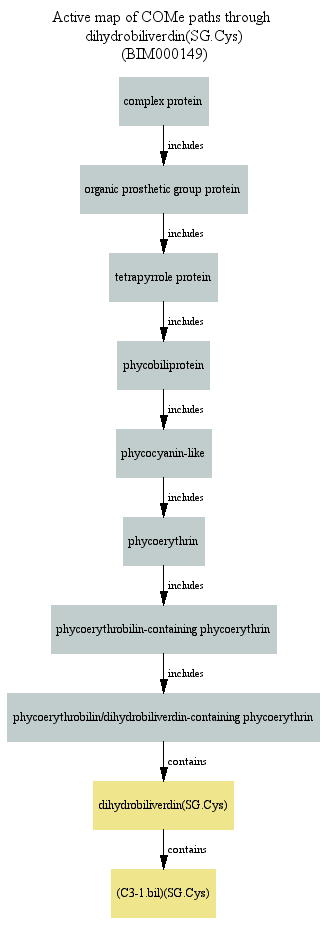 Active map of COMe paths through
dihydrobiliverdin(SG.Cys)
(BIM000149)
complex protein
includes
organic prosthetic group protein
includes
tetrapyrrole protein
includes
phycobiliprotein
includes
phycocyanin-like
includes
phycoerythrin
includes
phycoerythrobilin-containing phycoerythrin
includes
phycoerythrobilin/dihydrobiliverdin-containing phycoerythrin
contains
dihydrobiliverdin(SG.Cys)
contains
(C3-1.bil)(SG.Cys)